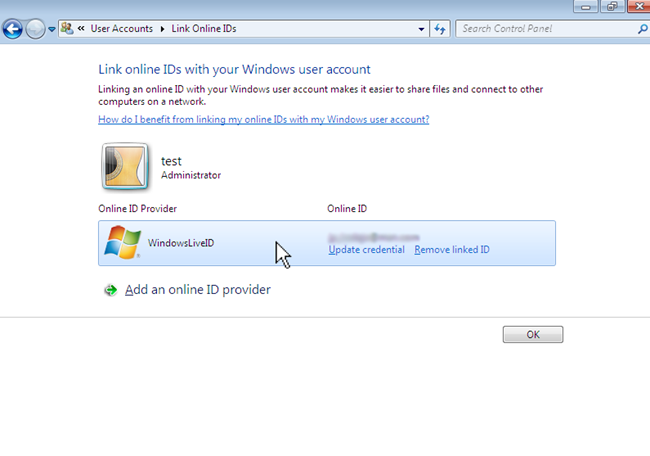 « User Accounts Link Online IDs Search Control Panel
Link online IDs with your Windows user account
Linking an online ID with your Windows user account makes it easier to share files and connect to other
computers on a network.
How do I benefit from linking my online IDs with my Windows user account?
test
Administrator
Online ID Provider Online ID
WindowsLiveID
Update credential Remove linked ID
Add an online ID provider
OK